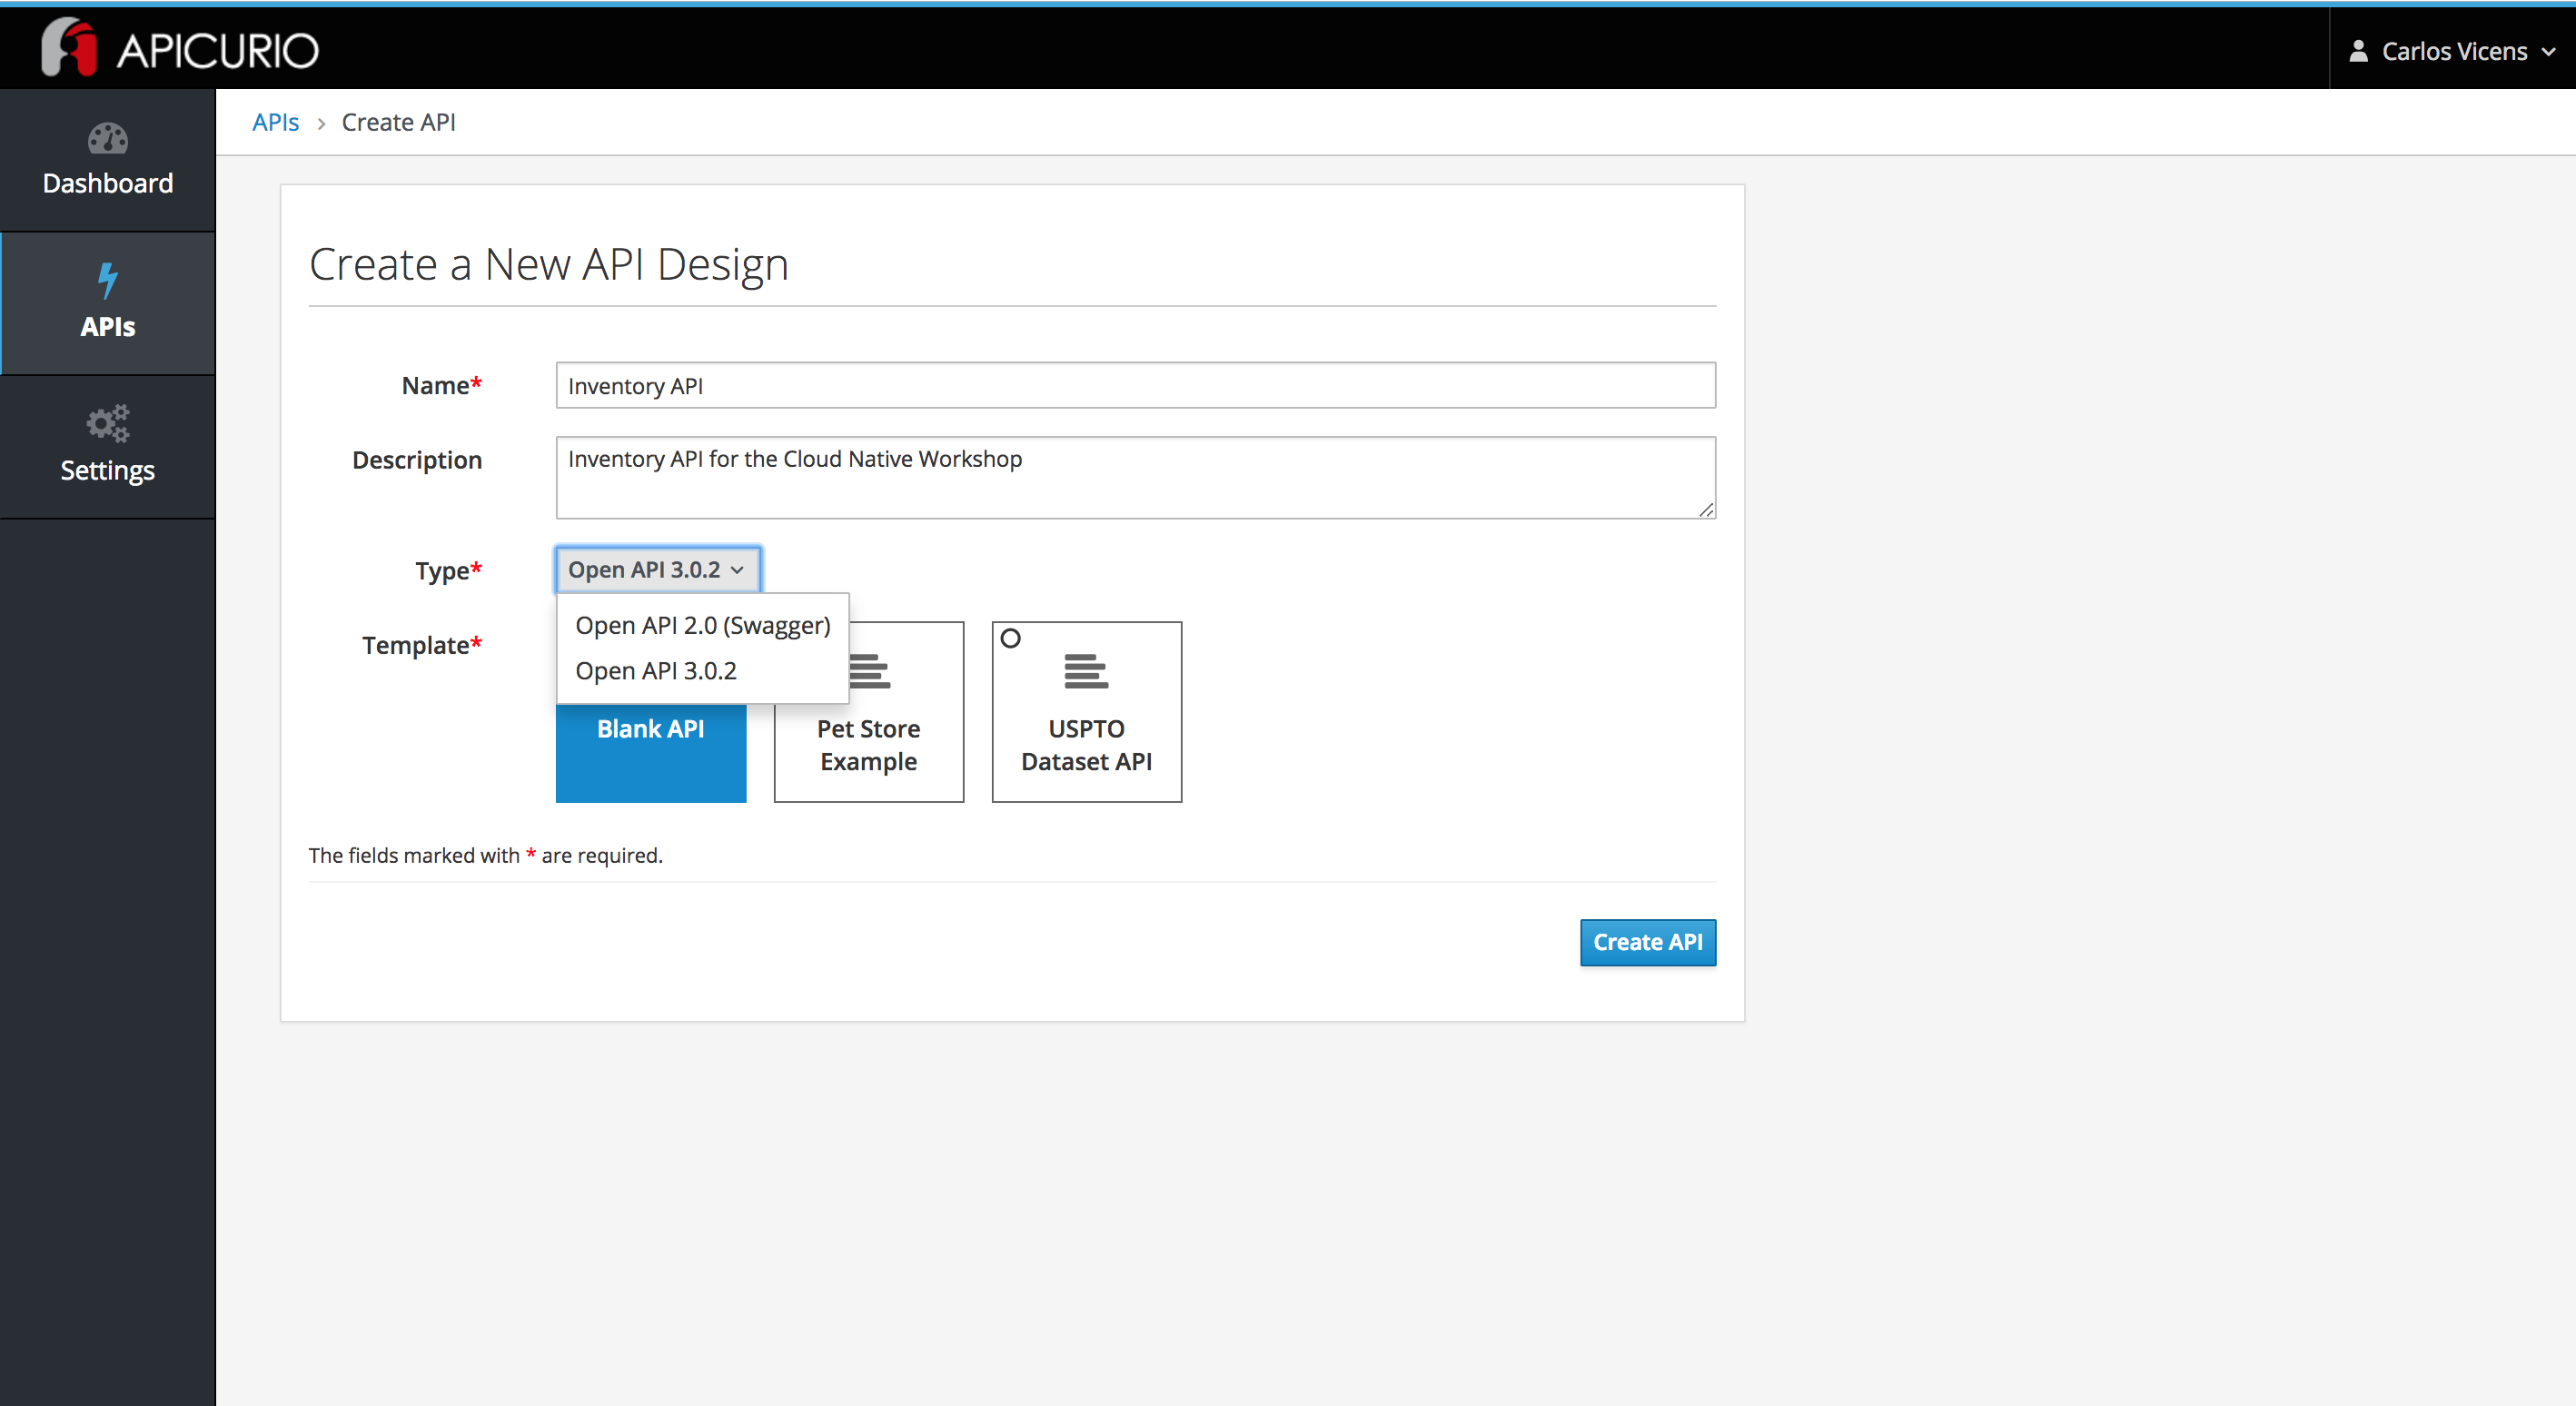 APICURIO
Carlos Vicens
Dashboard
APIs
Settings
APIs > Create API
Create a New API Design
Name*
Inventory API
Description
Inventory API for the Cloud Native Workshop
Type*
Open API 3.0.2
Open API 2.0 (Swagger)
Open API 3.0.2
Template*
Blank API
Pet Store
Example
USPTO
Dataset API
The fields marked with * are required.
Create API